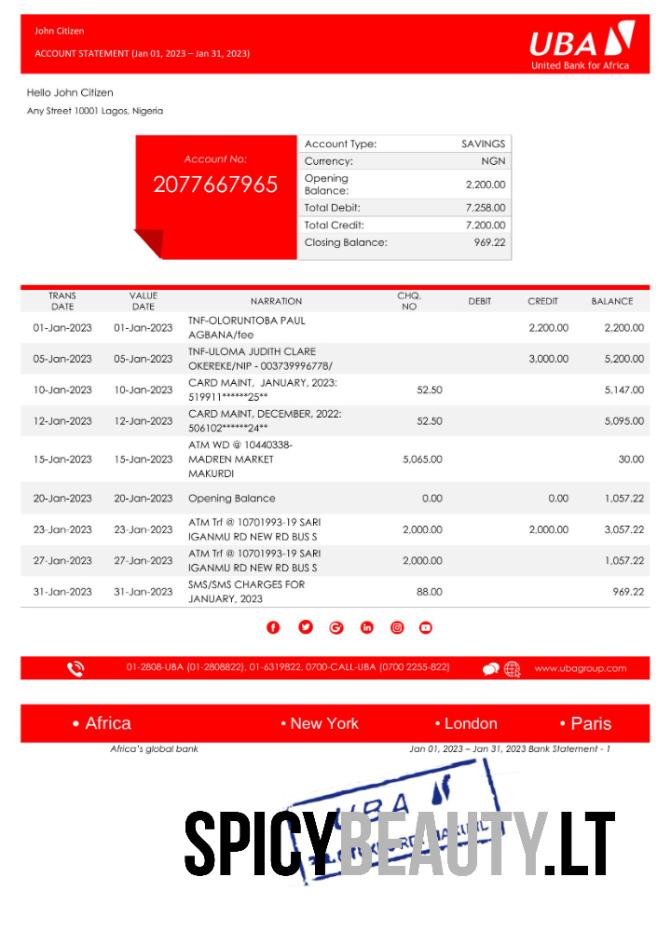 John Citizen
ACCOUNT STATEMENT (Jan 01, 2023 – Jan 31, 2023)
UBA
United Bank for Africa
Hello John Citizen
Any Street 10001 Lagos, Nigeria
Account No:
2077667965
Account Type: SAVINGS
Currency: NGN
Opening
Balance: 2,200.00
Total Debit: 7,258.00
Total Credit: 7,200.00
Closing Balance: 969.22
TRANS DATE VALUE DATE NARRATION CHQ. NO DEBIT CREDIT BALANCE
01-Jan-2023 01-Jan-2023 TNF-OLORUNTOBA PAUL AGBANA/fee 2,200.00 2,200.00
05-Jan-2023 05-Jan-2023 TNF-ULOMA JUDITH CLARE OKEREKE/NIP - 003739996778/ 3,000.00 5,200.00
10-Jan-2023 10-Jan-2023 CARD MAINT, JANUARY, 2023: 519911******25** 52.50 5,147.00
12-Jan-2023 12-Jan-2023 CARD MAINT, DECEMBER, 2022: 506102******24** 52.50 5,095.00
15-Jan-2023 15-Jan-2023 ATM WD @ 10440338- MADREN MARKET MAKURDI 5,065.00 30.00
20-Jan-2023 20-Jan-2023 Opening Balance 0.00 0.00 1,057.22
23-Jan-2023 23-Jan-2023 ATM Trf @ 10701993-19 SARI IGANMU RD NEW RD BUS S 2,000.00 2,000.00 3,057.22
27-Jan-2023 27-Jan-2023 ATM Trf @ 10701993-19 SARI IGANMU RD NEW RD BUS S 2,000.00 1,057.22
31-Jan-2023 31-Jan-2023 SMS/SMS CHARGES FOR JANUARY, 2023 88.00 969.22
01-2808-UBA (01-2808822), 01-6319822, 0700-CALL-UBA (0700 2255-822) www.ubagroup.com
• Africa • New York • London • Paris
Africa's global bank Jan 01, 2023 – Jan 31, 2023 Bank Statement - 1
UBA
SPICYBEAUTY.LT